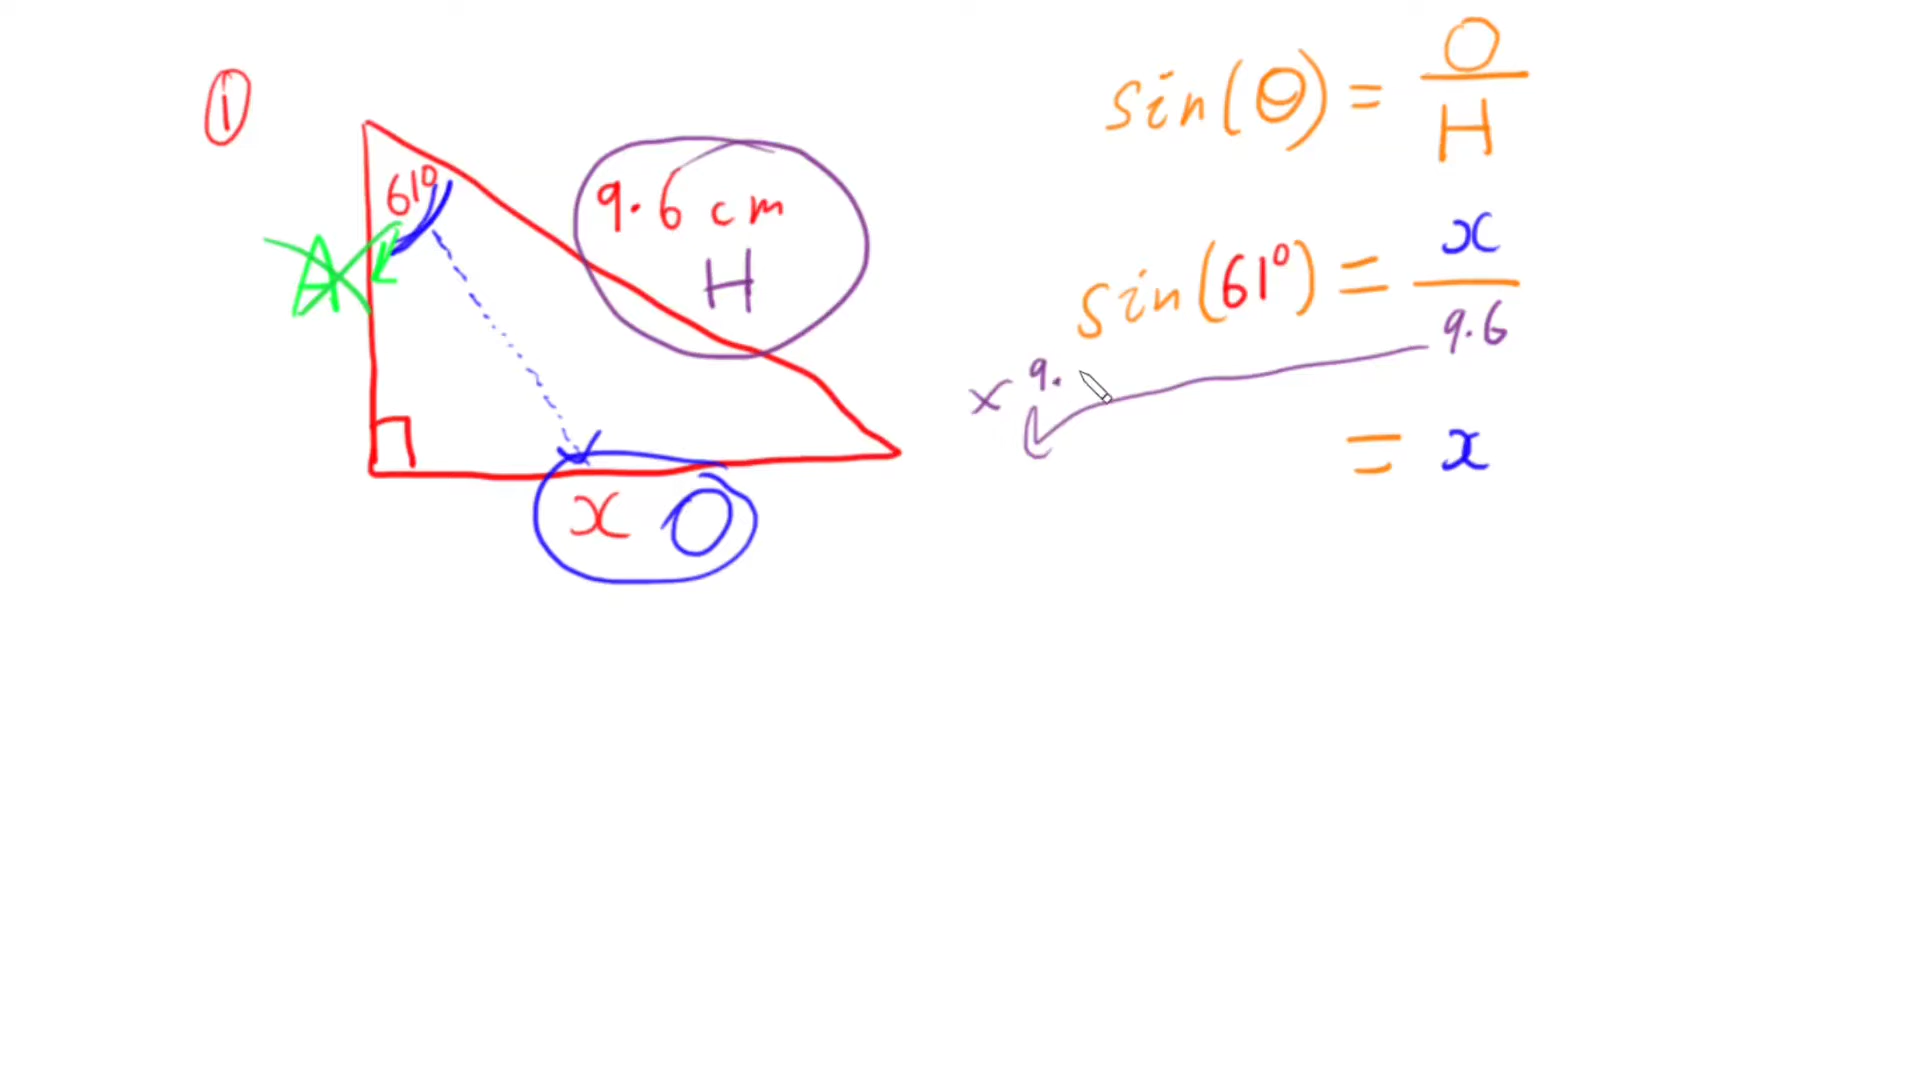 ①
61°
9.6 cm
H
A
x O
sin(θ) = O/H
sin(61°) = x/9.6
× 9.
= x